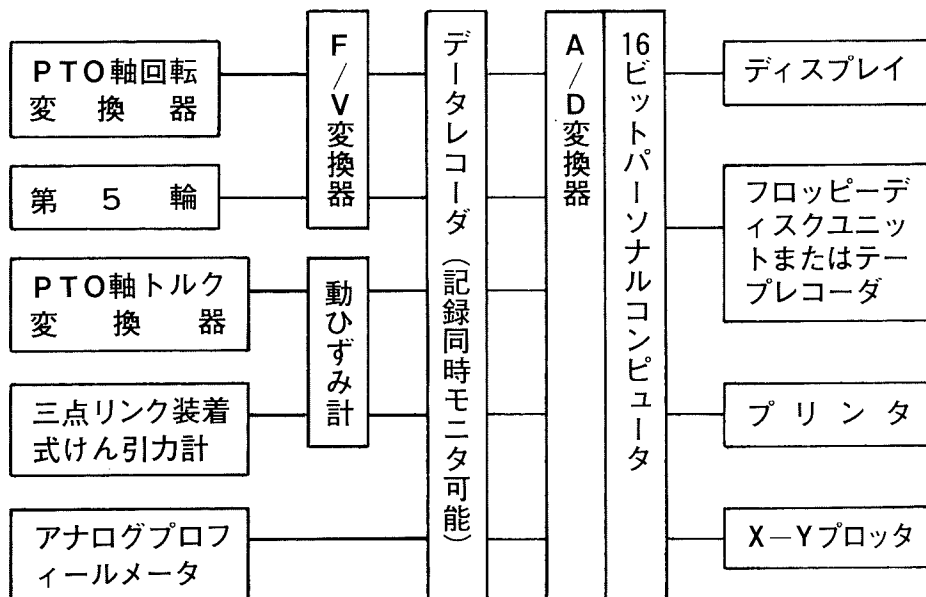 PTO軸回転
変換器
第5輪
PTO軸トルク
変換器
三点リンク装着
式けん引力計
アナログプロフ
ィールメータ
F/V変換器
動ひずみ計
データレコーダ（記録同時モニタ可能）
A/D変換器
16ビットパーソナルコンピュータ
ディスプレイ
フロッピーデ
ィスクユニッ
トまたはテー
プレコーダ
プリンタ
X－Yプロッタ